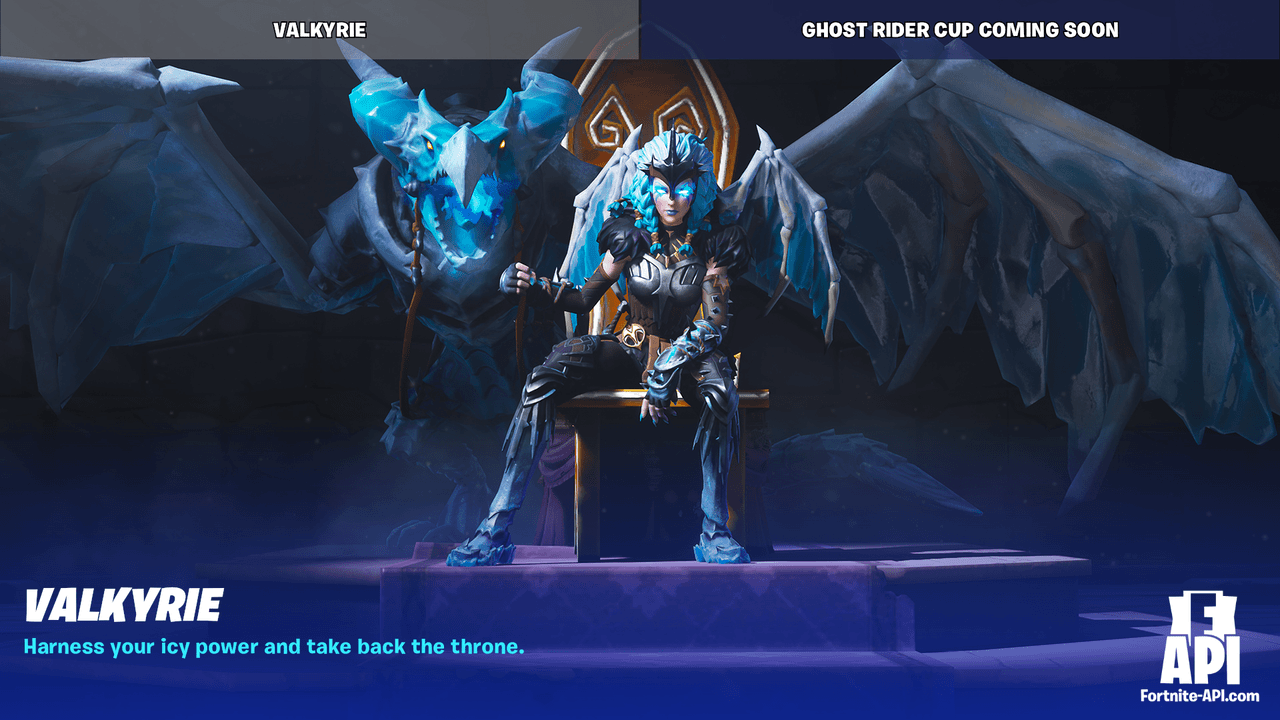 VALKYRIE
GHOST RIDER CUP COMING SOON
VALKYRIE
Harness your icy power and take back the throne.
F
API
Fortnite-API.com